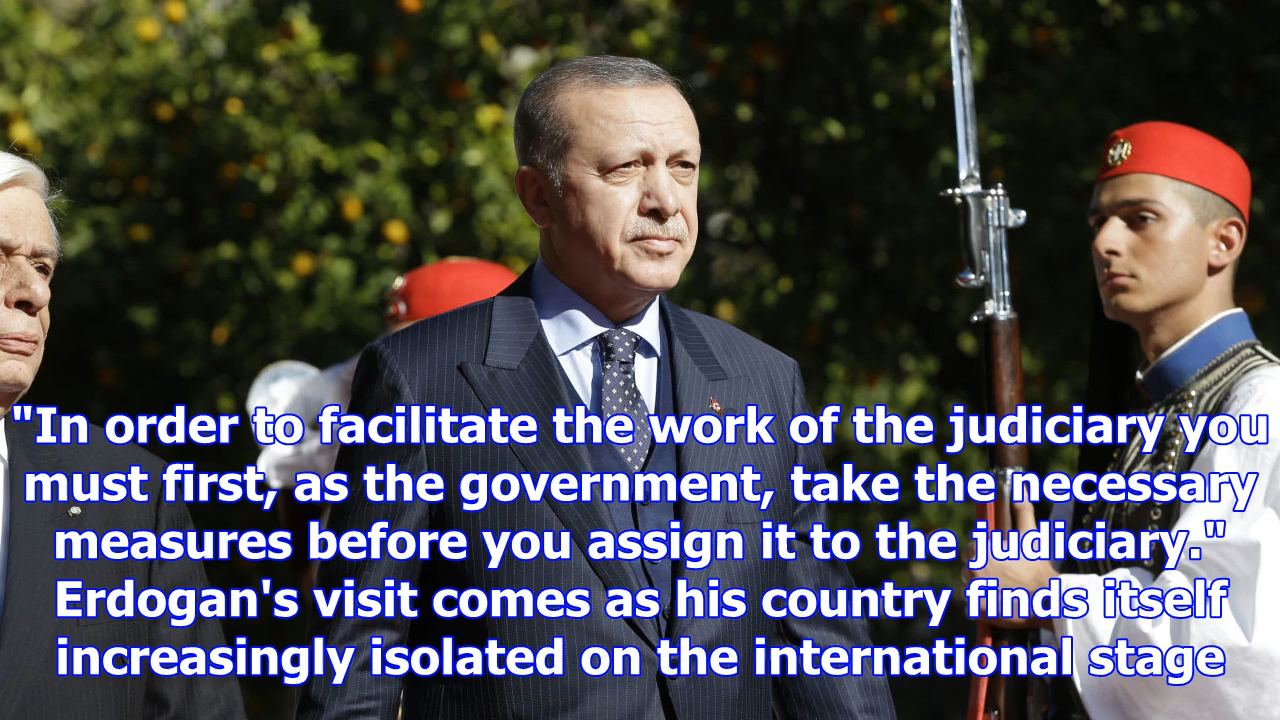 "In order to facilitate the work of the judiciary you
must first, as the government, take the necessary
measures before you assign it to the judiciary."
Erdogan's visit comes as his country finds itself
increasingly isolated on the international stage